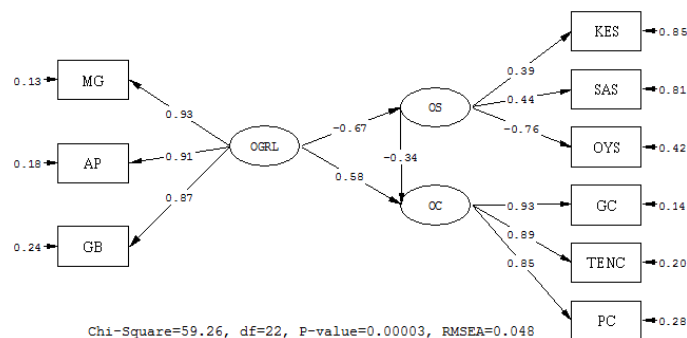 KES
0.85
0.39
0.13
MG
SAS
0.81
0.44
OS
0.93
-0.67
-0.76
OYS
0.42
OGRL
-0.34
0.18
AP
0.91
0.58
0.87
0.93
GC
0.14
OC
0.89
0.24
GB
0.85
TENC
0.20
PC
0.28
Chi-Square=59.26, df=22, P-value=0.00003, RMSEA=0.048